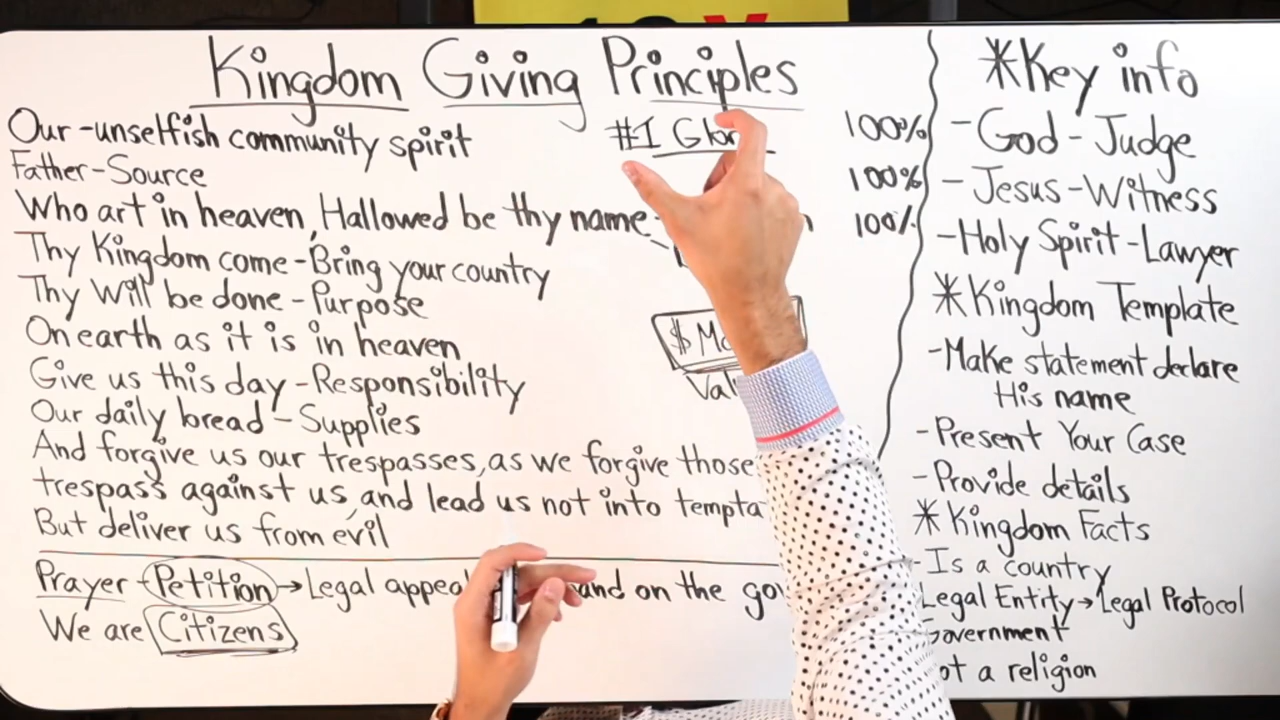 Kingdom Giving Principles
Our - unselfish community spirit
Father - Source
Who art in heaven, Hallowed be thy name
Thy Kingdom come - Bring your country
Thy Will be done - Purpose
On earth as it is in heaven
Give us this day - Responsibility
Our daily bread - Supplies
And forgive us our trespasses, as we forgive those
trespass against us, and lead us not into
But deliver us from evil
Prayer - Petition → Legal and on the
We are Citizens
#1
100%
100%
100%
$
*Key info
- God - Judge
- Jesus - Witness
- Holy Spirit - Lawyer
*Kingdom Template
- Make statement declare
His name
- Present Your Case
- Provide details
*Kingdom Facts
- Is a country
Legal Entity → Legal Protocol
Government
a religion